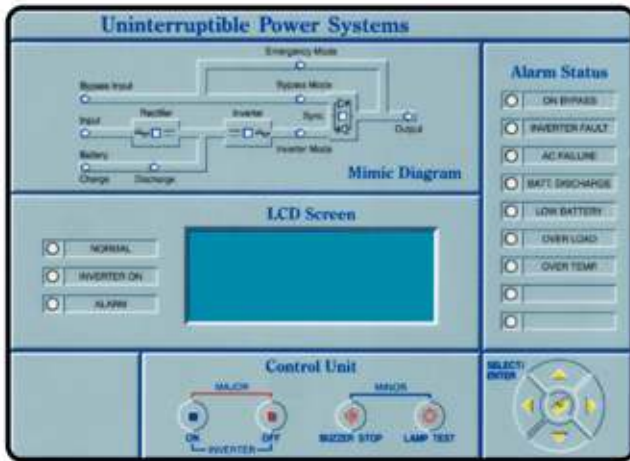 Uninterruptible Power Systems
Emergency Mode
Bypass Input
Bypass Mode
Rectifier
Inverter
Input
Sync
Output
Battery
Inverter Mode
Charge
Discharge
Mimic Diagram
Alarm Status
ON BYPASS
INVERTER FAULT
AC FAILURE
BATT. DISCHARGE
LOW BATTERY
OVER LOAD
OVER TEMP.
LCD Screen
NORMAL
INVERTER ON
ALARM
Control Unit
MAJOR
MINOR
ON
OFF
BUZZER STOP
LAMP TEST
INVERTER
SELECT/
ENTER